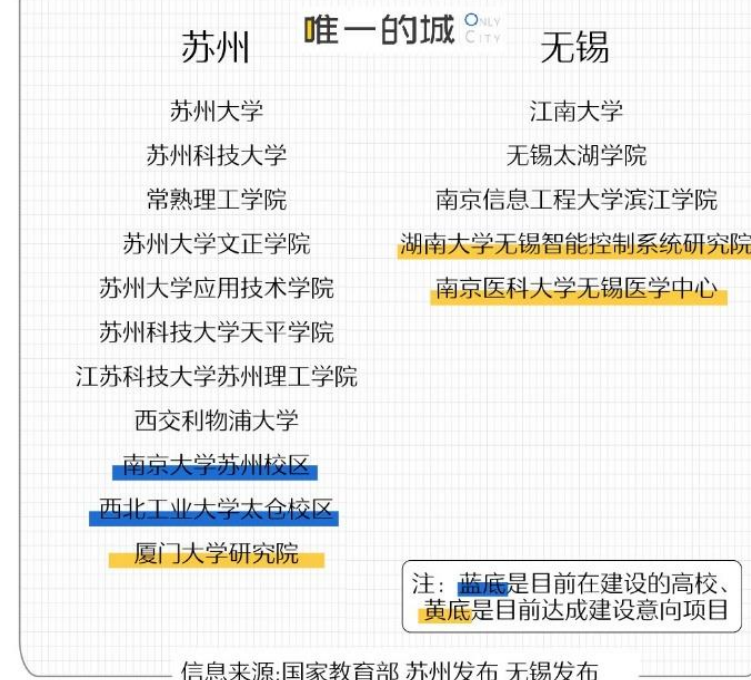 唯一的城 ONLY CITY
苏州
无锡
苏州大学
苏州科技大学
常熟理工学院
苏州大学文正学院
苏州大学应用技术学院
苏州科技大学天平学院
江苏科技大学苏州理工学院
西交利物浦大学
南京大学苏州校区
西北工业大学太仓校区
厦门大学研究院
江南大学
无锡太湖学院
南京信息工程大学滨江学院
湖南大学无锡智能控制系统研究院
南京医科大学无锡医学中心
注：蓝底是目前在建设的高校、
黄底是目前达成建设意向项目
信息来源:国家教育部 苏州发布 无锡发布